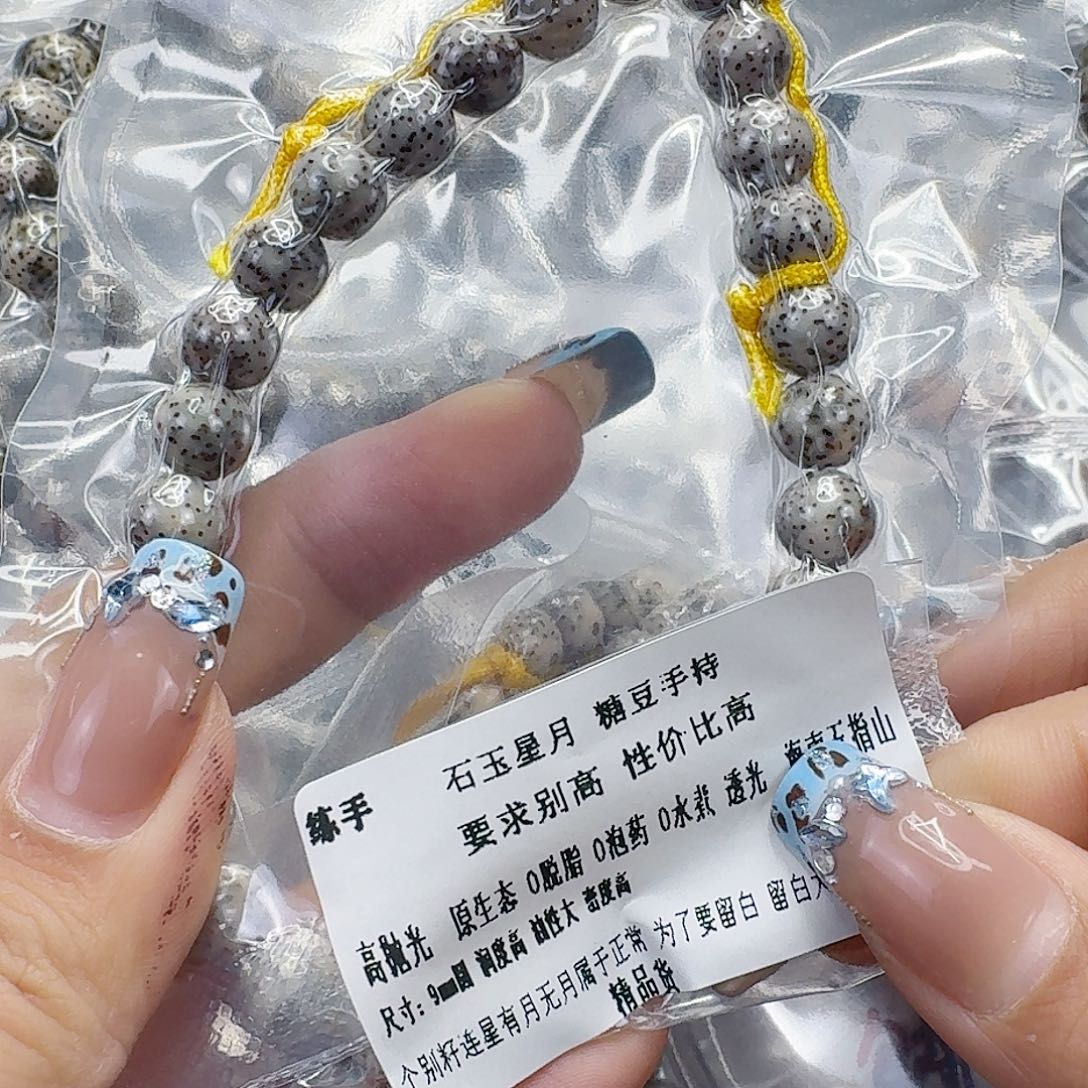 石玉星月 糖豆手持
练手 要求别高 性价比高
高抛光 原生态 0脱脂 0泡药 0水煮 透光 海南五指山
尺寸：9mm圆 润度高 油性大 密度高
个别籽连星有月无月属于正常 为了要留白 留白
精品货